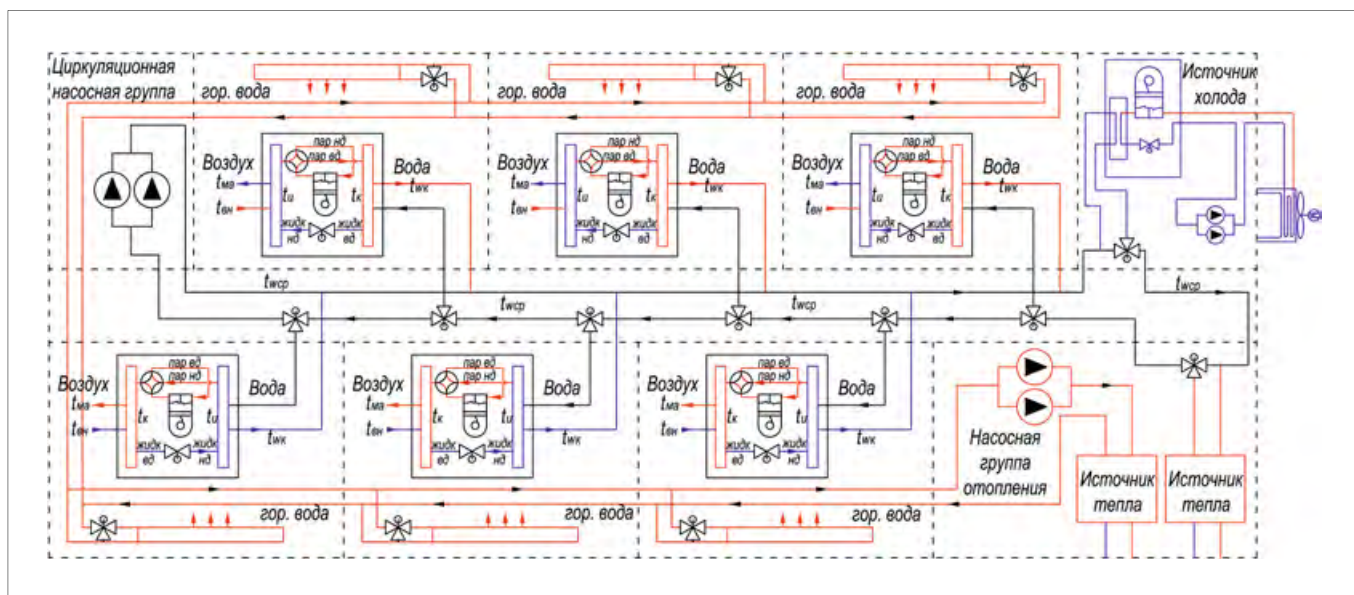 Циркуляционная
насосная группа
гор. вода
гор. вода
гор. вода
Источник
холода
Воздух
tма
tвн
tи
пар нд
пар вд
tк
жидк
нд
жидк
вд
Вода
twк
Воздух
tма
tвн
tи
пар нд
пар вд
tк
жидк
нд
жидк
вд
Вода
twк
Воздух
tма
tвн
tи
пар нд
пар вд
tк
жидк
нд
жидк
вд
Вода
twк
twср
twср
twср
twср
twср
Воздух
tма
tвн
tк
пар вд
пар нд
tи
жидк
вд
жидк
нд
Вода
twк
Воздух
tма
tвн
tк
пар вд
пар нд
tи
жидк
вд
жидк
нд
Вода
twк
Воздух
tма
tвн
tк
пар вд
пар нд
tи
жидк
вд
жидк
нд
Вода
twк
Насосная
группа
отопления
Источник
тепла
Источник
тепла
гор. вода
гор. вода
гор. вода